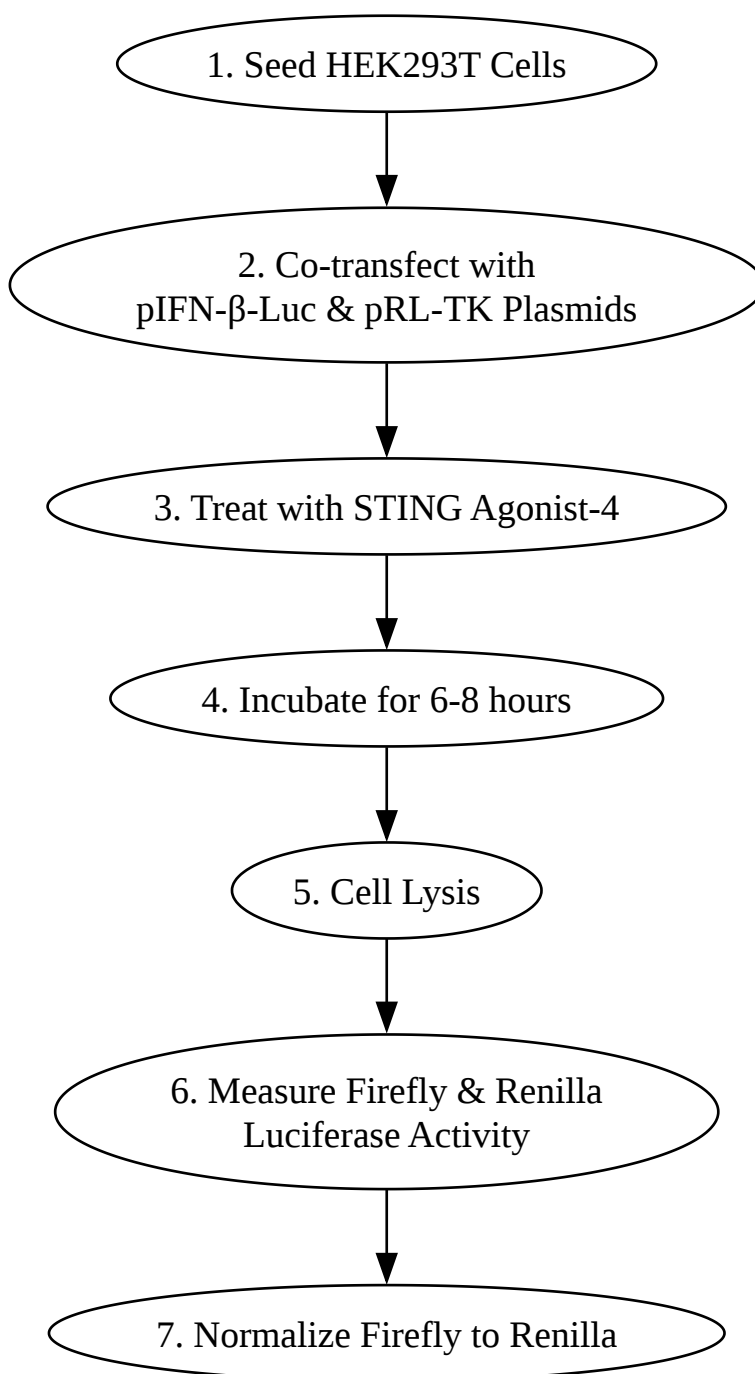 1. Seed HEK293T Cells
2. Co-transfect with
pIFN-β-Luc & pRL-TK Plasmids
3. Treat with STING Agonist-4
4. Incubate for 6-8 hours
5. Cell Lysis
6. Measure Firefly & Renilla
Luciferase Activity
7. Normalize Firefly to Renilla